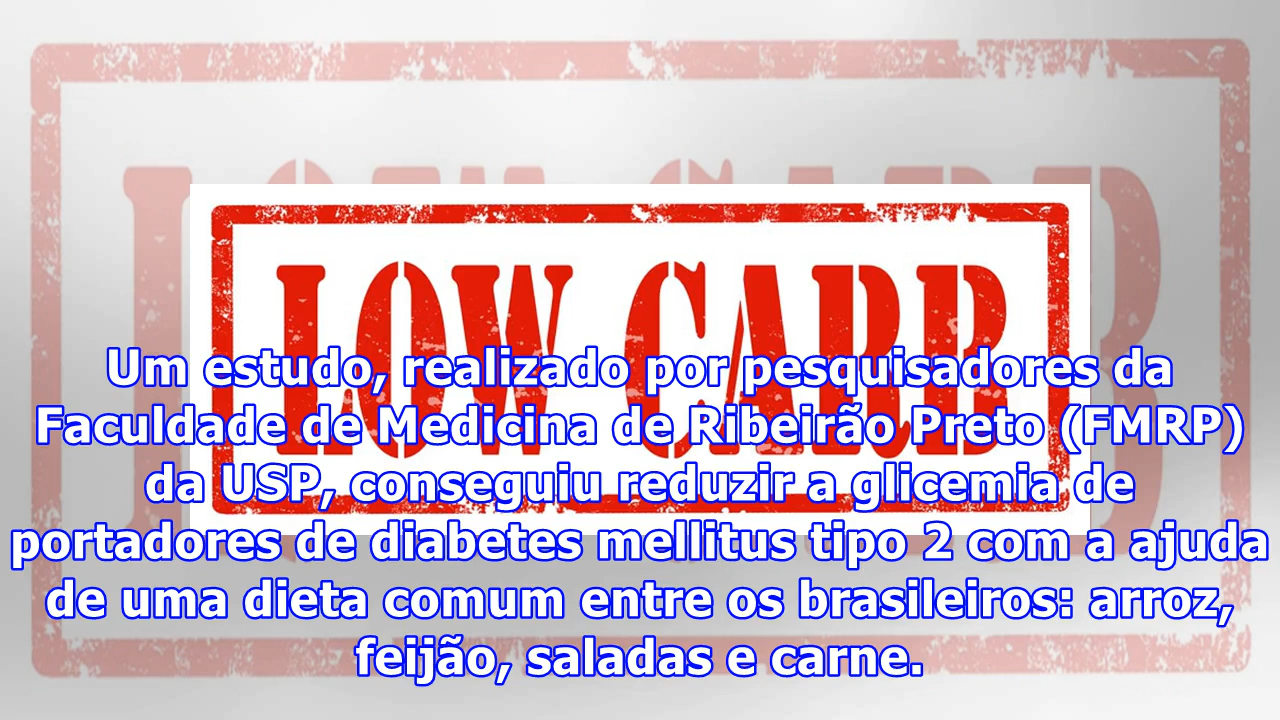 LOW CARB
Um estudo, realizado por pesquisadores da
Faculdade de Medicina de Ribeirão Preto (FMRP)
da USP, conseguiu reduzir a glicemia de
portadores de diabetes mellitus tipo 2 com a ajuda
de uma dieta comum entre os brasileiros: arroz,
feijão, saladas e carne.